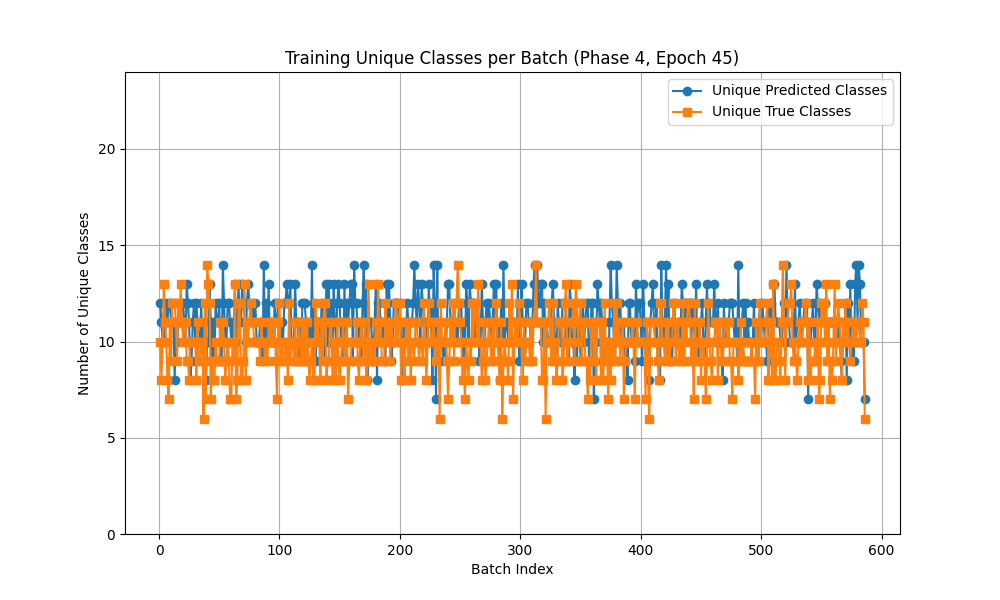 Training Unique Classes per Batch (Phase 4, Epoch 45)
Unique Predicted Classes
Unique True Classes
Number of Unique Classes
20
15
10
5
0
0 100 200 300 400 500 600
Batch Index